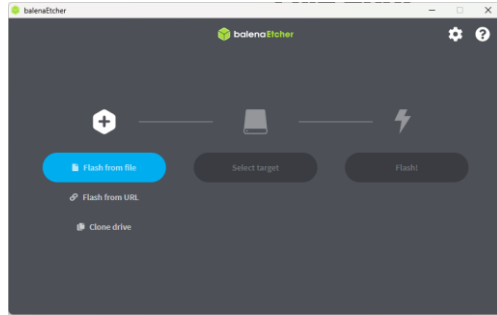 balenaEtcher
balenaEtcher
Flash from file
Select target
Flash!
Flash from URL
Clone drive